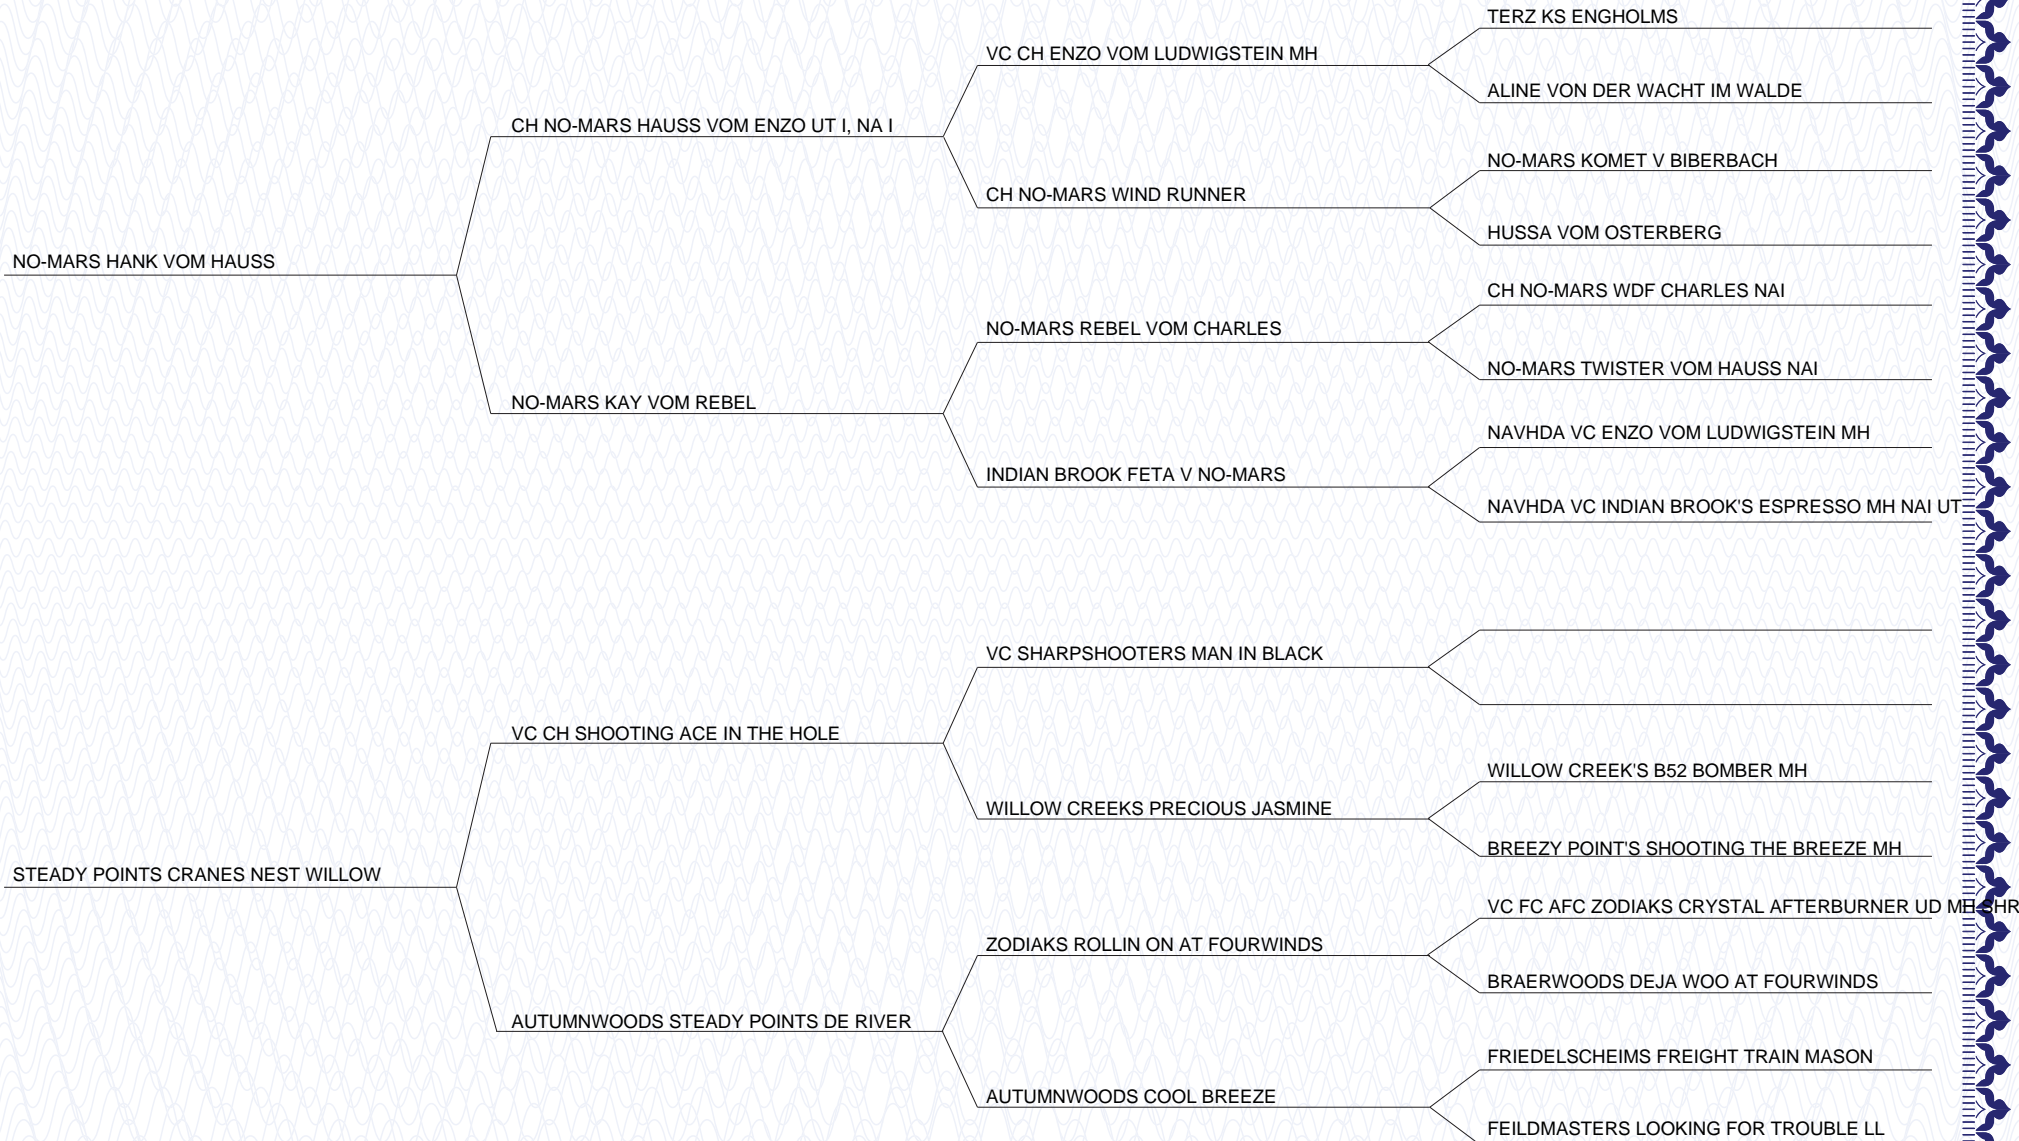 TERZ KS ENGHOLMS
VC CH ENZO VOM LUDWIGSTEIN MH
ALINE VON DER WACHT IM WALDE
CH NO-MARS HAUSS VOM ENZO UT I, NA I
NO-MARS KOMET V BIBERBACH
CH NO-MARS WIND RUNNER
HUSSA VOM OSTERBERG
NO-MARS HANK VOM HAUSS
CH NO-MARS WDF CHARLES NAI
NO-MARS REBEL VOM CHARLES
NO-MARS TWISTER VOM HAUSS NAI
NO-MARS KAY VOM REBEL
NAVHDA VC ENZO VOM LUDWIGSTEIN MH
INDIAN BROOK FETA V NO-MARS
NAVHDA VC INDIAN BROOK'S ESPRESSO MH NAI UT
VC SHARPSHOOTERS MAN IN BLACK
VC CH SHOOTING ACE IN THE HOLE
WILLOW CREEK'S B52 BOMBER MH
WILLOW CREEKS PRECIOUS JASMINE
BREEZY POINT'S SHOOTING THE BREEZE MH
STEADY POINTS CRANES NEST WILLOW
VC FC AFC ZODIAKS CRYSTAL AFTERBURNER UD MH SHR
ZODIAKS ROLLIN ON AT FOURWINDS
BRAERWOODS DEJA WOO AT FOURWINDS
AUTUMNWOODS STEADY POINTS DE RIVER
FRIEDELSCHEIMS FREIGHT TRAIN MASON
AUTUMNWOODS COOL BREEZE
FEILDMASTERS LOOKING FOR TROUBLE LL